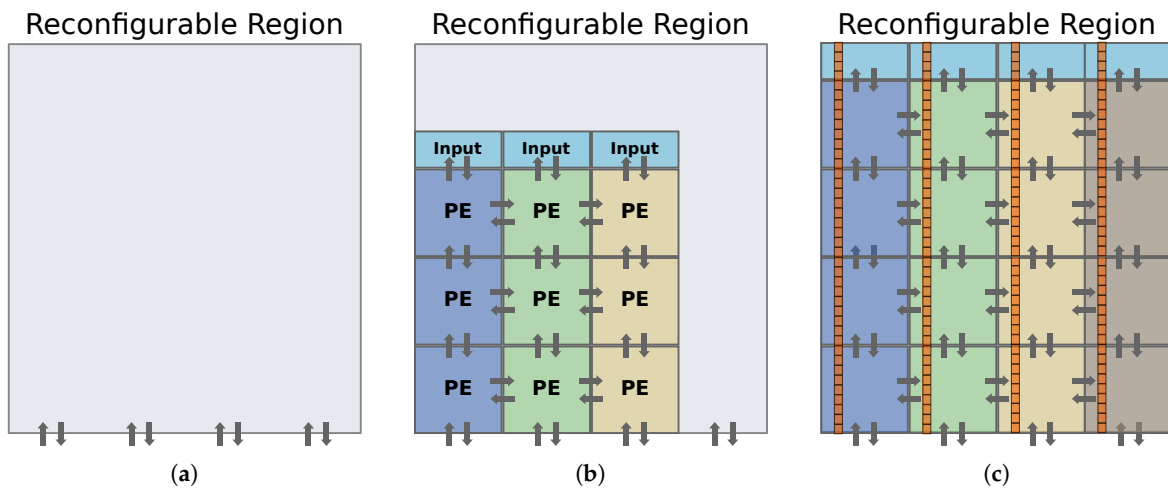 Reconfigurable Region Reconfigurable Region Reconfigurable Region
Input Input Input
PE PE PE
PE PE PE
PE PE PE
(a) (b) (c)